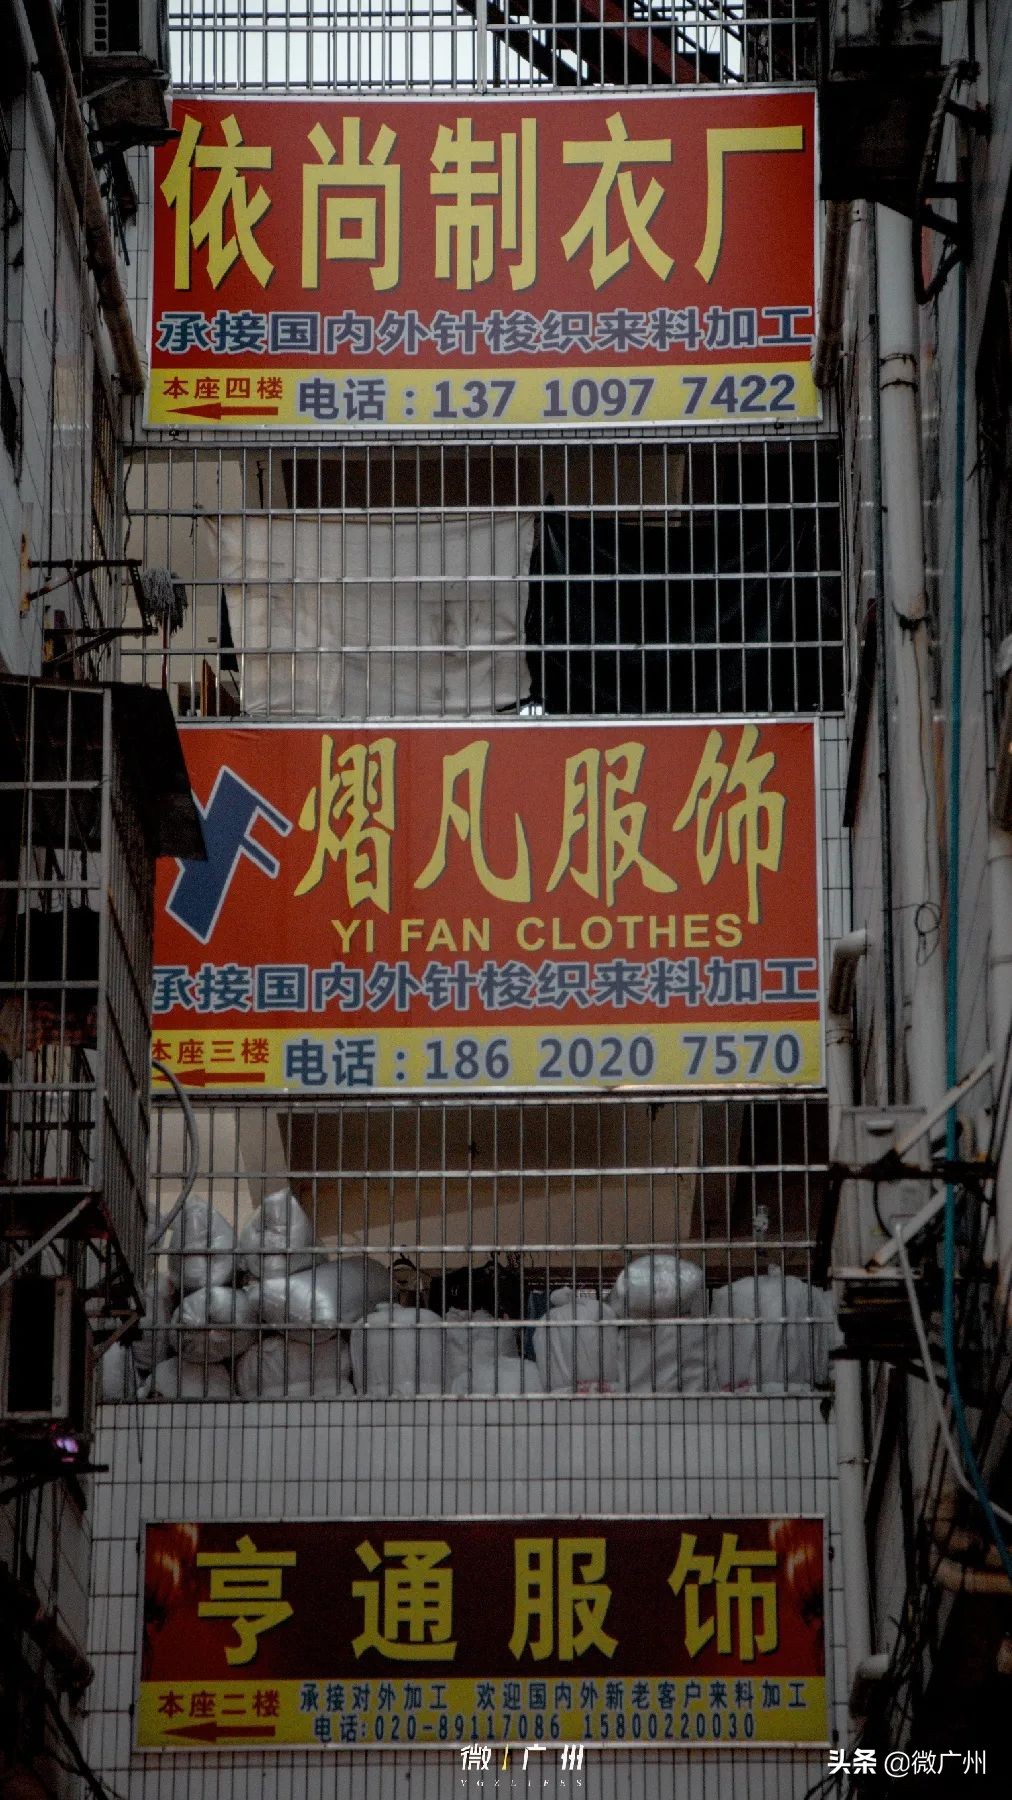 依尚制衣厂
承接国内外针梭织来料加工
本座四楼 电话：137 1097 7422
熠凡服饰
YI FAN CLOTHES
承接国内外针梭织来料加工
本座三楼 电话：186 2020 7570
亨通服饰
承接对外加工 欢迎国内外新老客户来料加工
本座二楼 电话:020-89117086 15800220030
微广州
VGZLIFESS
头条 @微广州